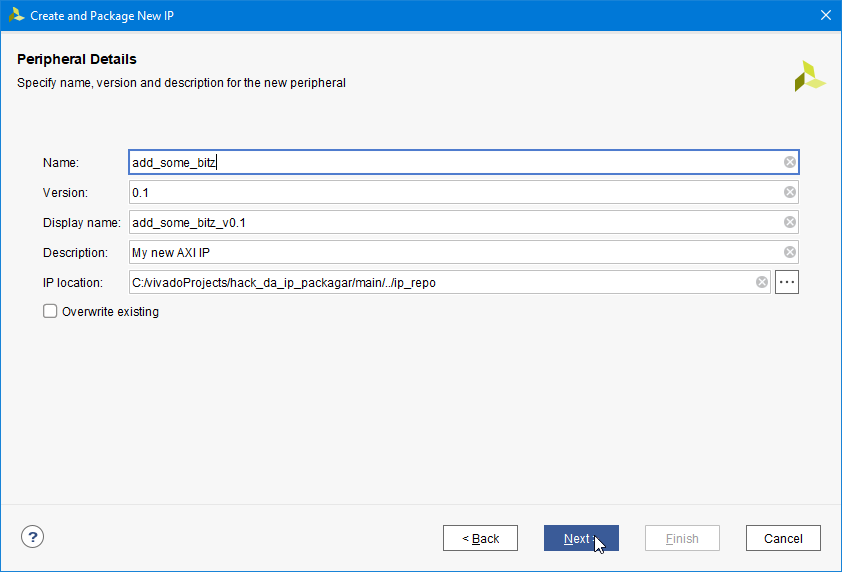 Create and Package New IP
Peripheral Details
Specify name, version and description for the new peripheral
Name: add_some_bitz
Version: 0.1
Display name: add_some_bitz_v0.1
Description: My new AXI IP
IP location: C:/vivadoProjects/hack_da_ip_packagar/main/../ip_repo ...
Overwrite existing
? < Back Next > Finish Cancel